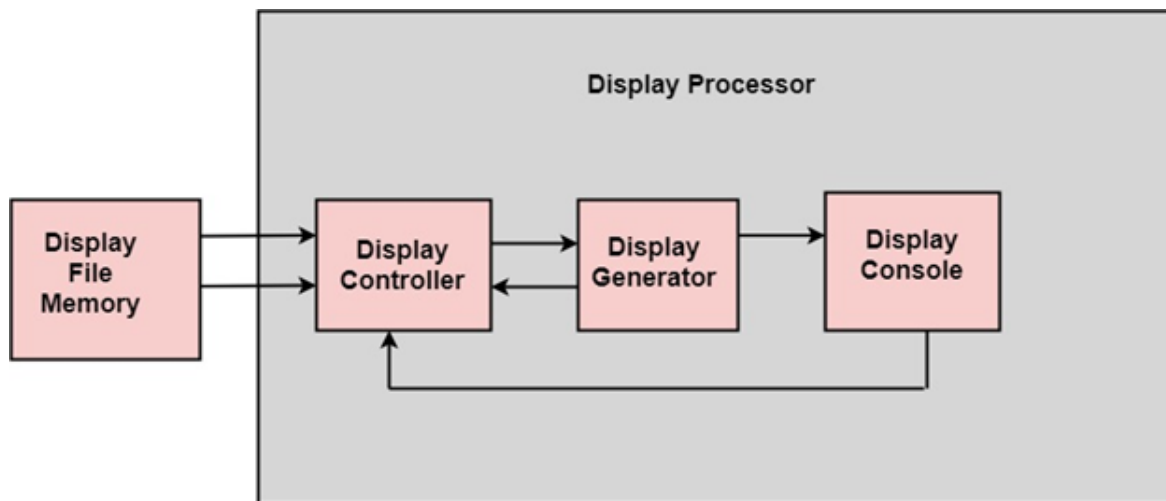 Display Processor
Display
File
Memory
Display
Controller
Display
Generator
Display
Console